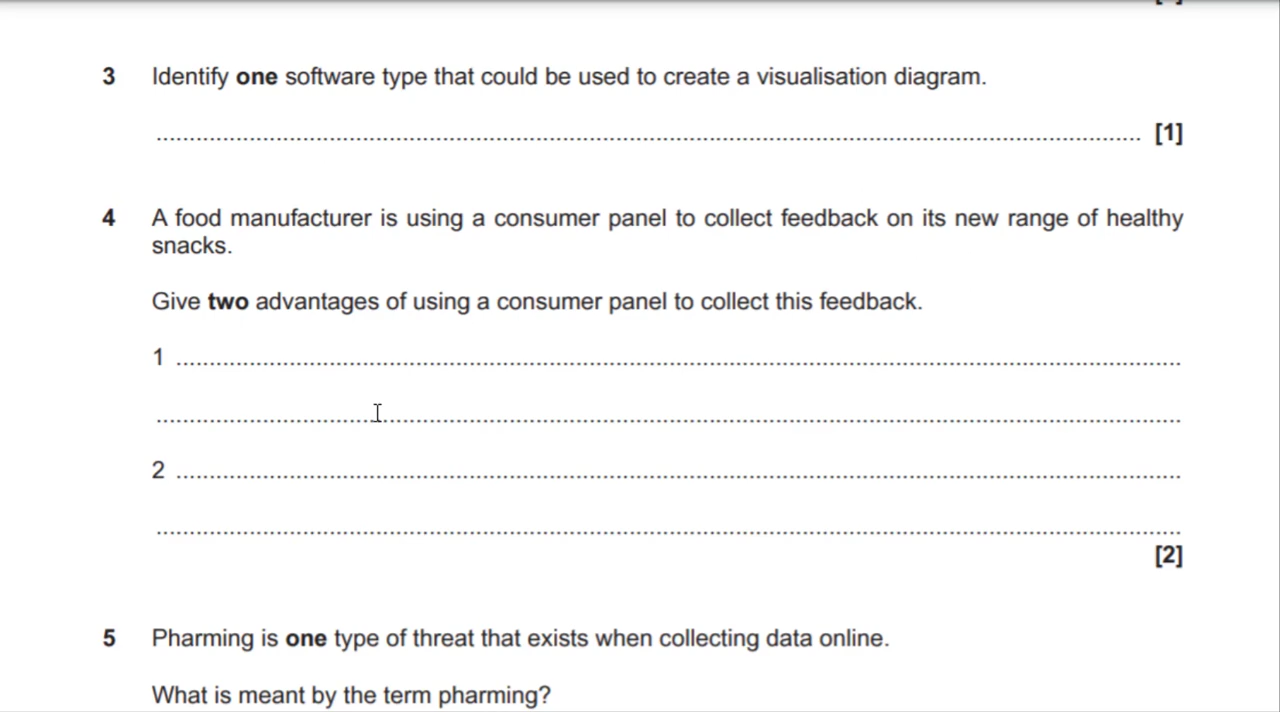 3 Identify one software type that could be used to create a visualisation diagram.
........................................................................................................................................................ [1]
4 A food manufacturer is using a consumer panel to collect feedback on its new range of healthy
snacks.
Give two advantages of using a consumer panel to collect this feedback.
1 ........................................................................................................................................................
........................................................................................................................................................
2 ........................................................................................................................................................
........................................................................................................................................................
[2]
5 Pharming is one type of threat that exists when collecting data online.
What is meant by the term pharming?